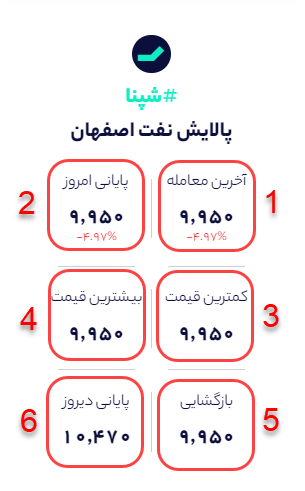 #شپنا
پالایش نفت اصفهان
1
آخرین معامله
۹,۹۵۰
-۴.۹۷%
2
پایانی امروز
۹,۹۵۰
-۴.۹۷%
3
کمترین قیمت
۹,۹۵۰
4
بیشترین قیمت
۹,۹۵۰
5
بازگشایی
۹,۹۵۰
6
پایانی دیروز
۱۰,۴۷۰